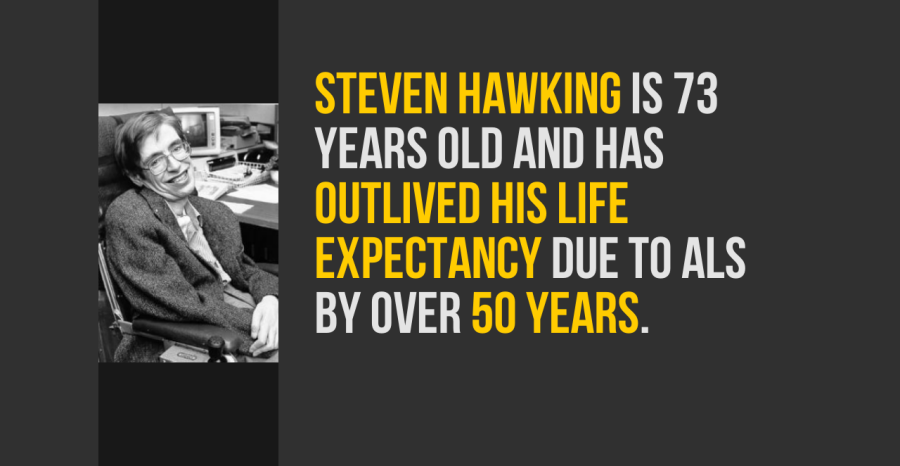 STEVEN HAWKING IS 73
YEARS OLD AND HAS
OUTLIVED HIS LIFE
EXPECTANCY DUE TO ALS
BY OVER 50 YEARS.